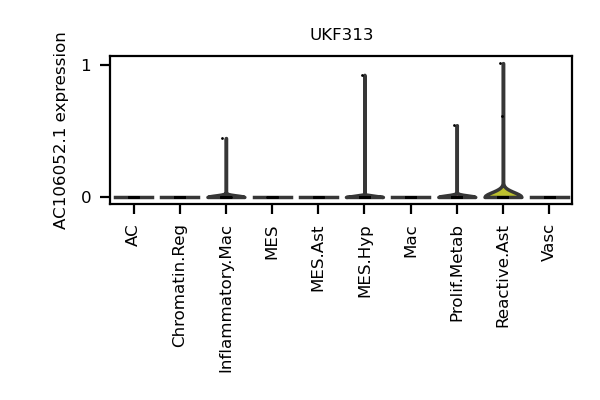 UKF313
AC106052.1 expression
1
0
AC
Chromatin.Reg
Inflammatory.Mac
MES
MES.Ast
MES.Hyp
Mac
Prolif.Metab
Reactive.Ast
Vasc